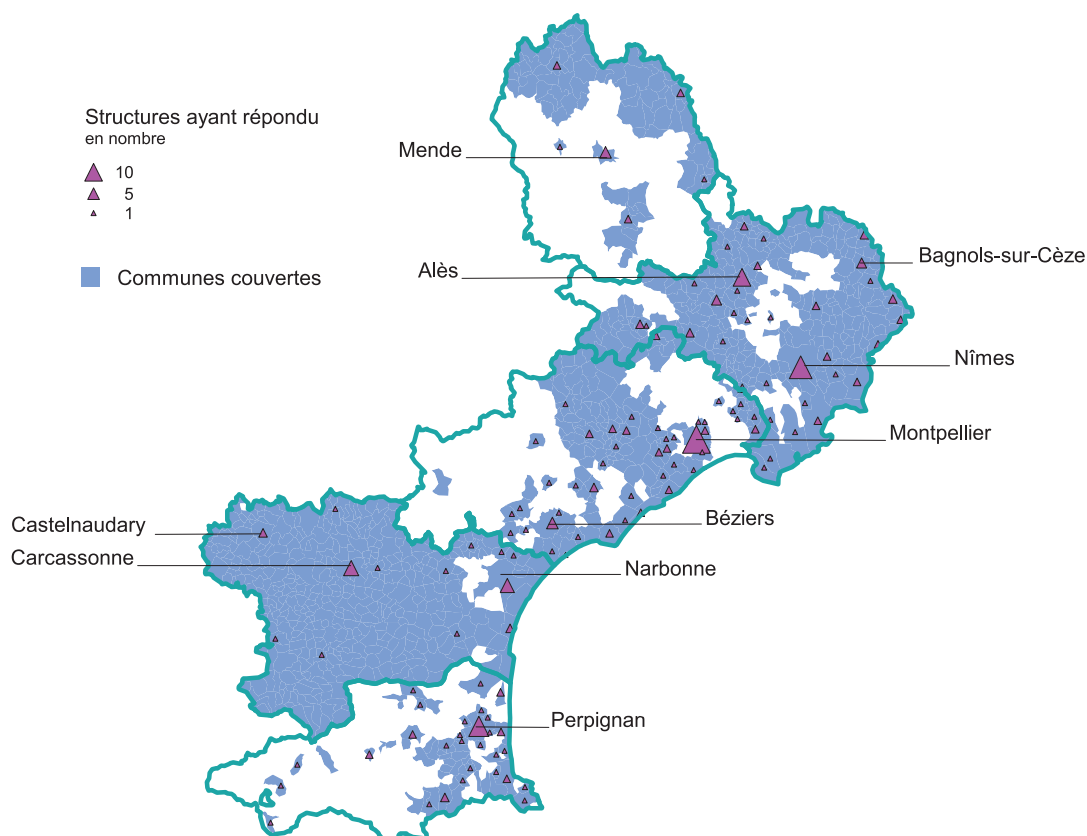 Structures ayant répondu
en nombre
10
5
1
Communes couvertes
Mende
Alès
Bagnols-sur-Cèze
Nîmes
Montpellier
Castelnaudary
Béziers
Carcassonne
Narbonne
Perpignan